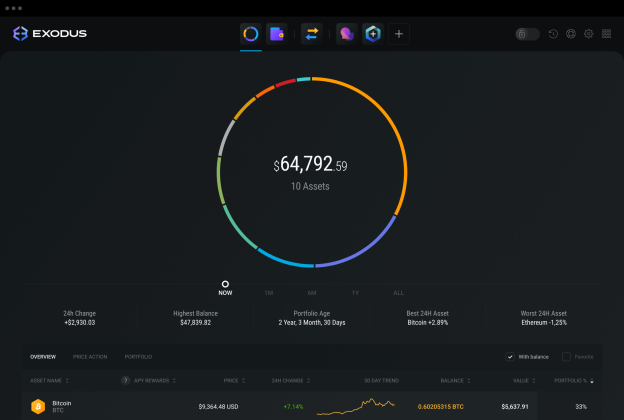 EXODUS
$64,792.59
10 Assets
NOW 1M 6M 1Y ALL
24h Change Highest Balance Portfolio Age Best 24H Asset Worst 24H Asset
+$2,930.03 $47,839.82 2 Year, 3 Month, 30 Days Bitcoin +2.89% Ethereum -1,25%
OVERVIEW PRICE ACTION PORTFOLIO With balance Favorite
ASSET NAME ? APY REWARDS PRICE 24H CHANGE 30 DAY TREND BALANCE VALUE PORTFOLIO %
Bitcoin
BTC
$9,364.48 USD +7.14% 0.60205315 BTC $5,637.91 33%